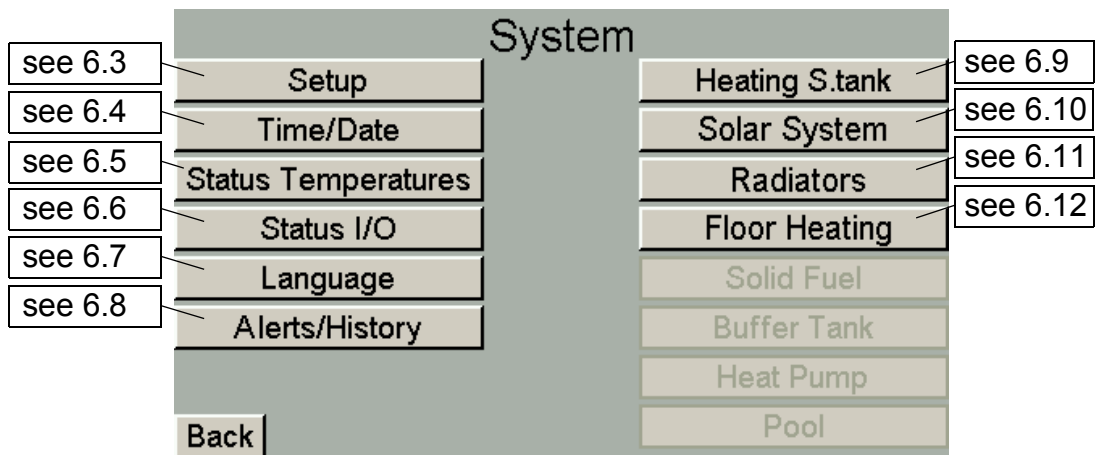 System
see 6.3
Setup
see 6.4
Time/Date
see 6.5
Status Temperatures
see 6.6
Status I/O
see 6.7
Language
see 6.8
Alerts/History
Back
Heating S.tank
see 6.9
Solar System
see 6.10
Radiators
see 6.11
Floor Heating
see 6.12
Solid Fuel
Buffer Tank
Heat Pump
Pool